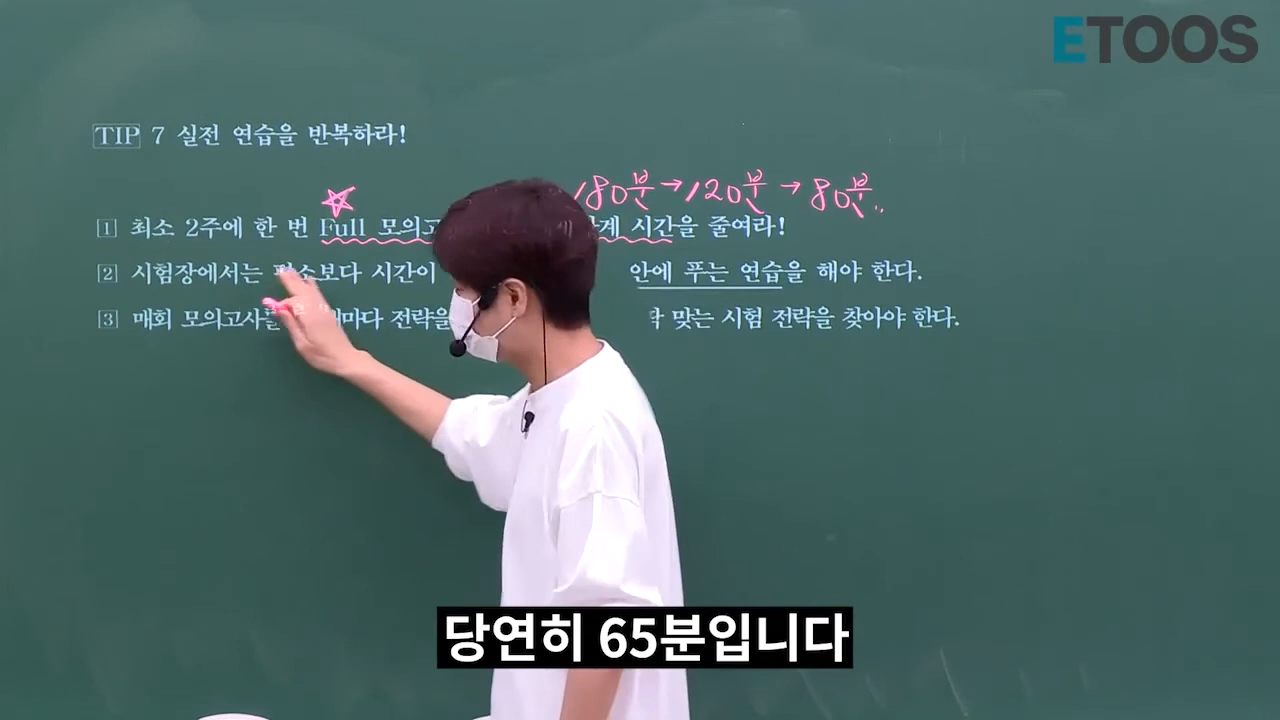 ETOOS
TIP 7 실전 연습을 반복하라!
180분→120분→80분..
1 최소 2주에 한 번 Full 모의고 시간을 줄여라!
2 시험장에서는 평소보다 시간이 안에 푸는 연습을 해야 한다.
3 매회 모의고사를 전략을 맞는 시험 전략을 찾아야 한다.
당연히 65분입니다